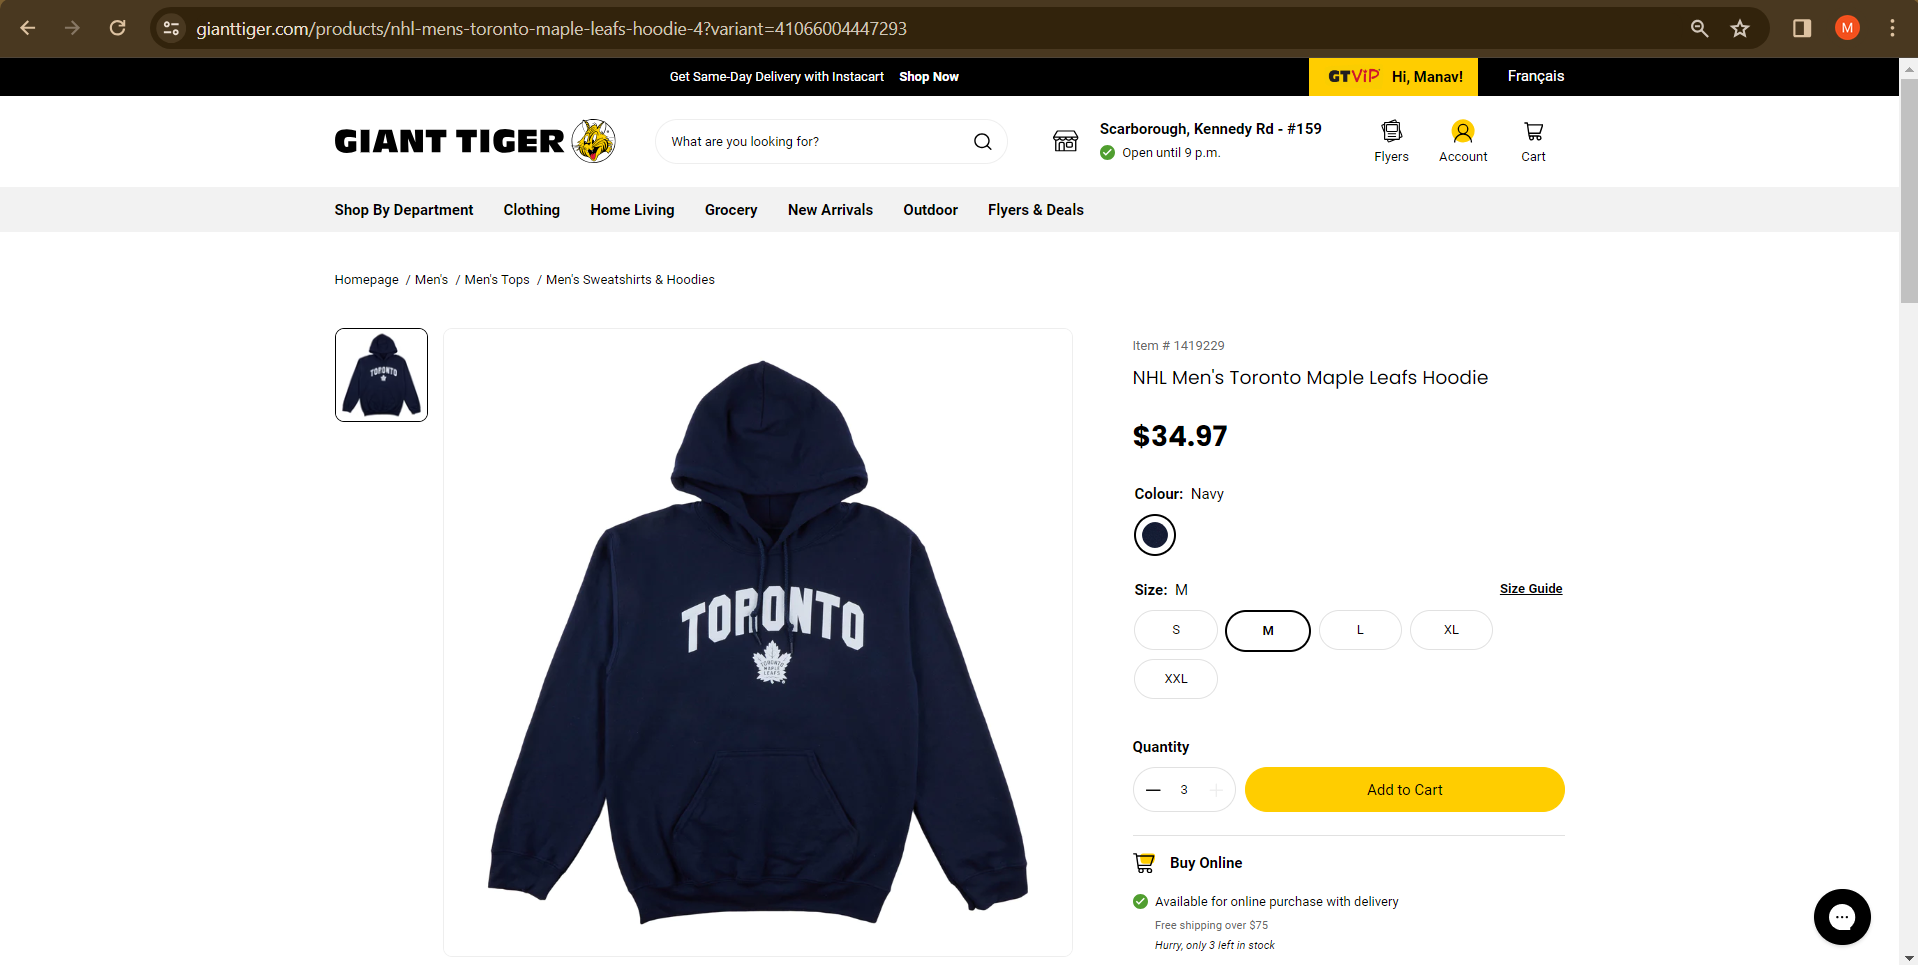 gianttiger.com/products/nhl-mens-toronto-maple-leafs-hoodie-4?variant=41066004447293
M
Get Same-Day Delivery with Instacart Shop Now
GTViP Hi, Manav!
Français
GIANT TIGER
What are you looking for?
Scarborough, Kennedy Rd - #159
Open until 9 p.m.
Flyers
Account
Cart
Shop By Department
Clothing
Home Living
Grocery
New Arrivals
Outdoor
Flyers & Deals
Homepage / Men's / Men's Tops / Men's Sweatshirts & Hoodies
TORONTO
TORONTO
TORONTO
MAPLE
LEAFS
Item # 1419229
NHL Men's Toronto Maple Leafs Hoodie
$34.97
Colour: Navy
Size: M
Size Guide
S
M
L
XL
XXL
Quantity
3
Add to Cart
Buy Online
Available for online purchase with delivery
Free shipping over $75
Hurry, only 3 left in stock